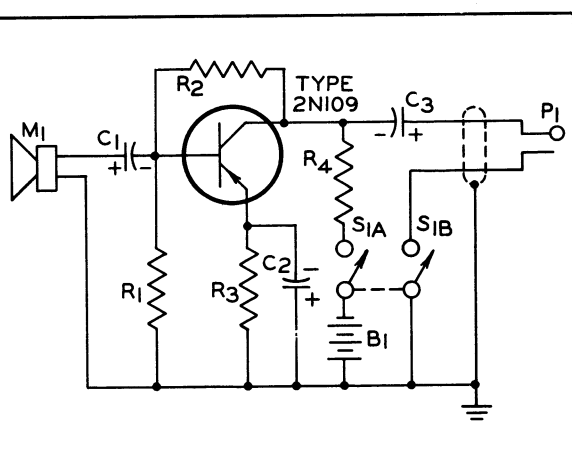 R2
TYPE
2N109
C3
P1
M1
C1
+
-
-
+
R4
S1A
S1B
R1
R3
C2
-
+
B1